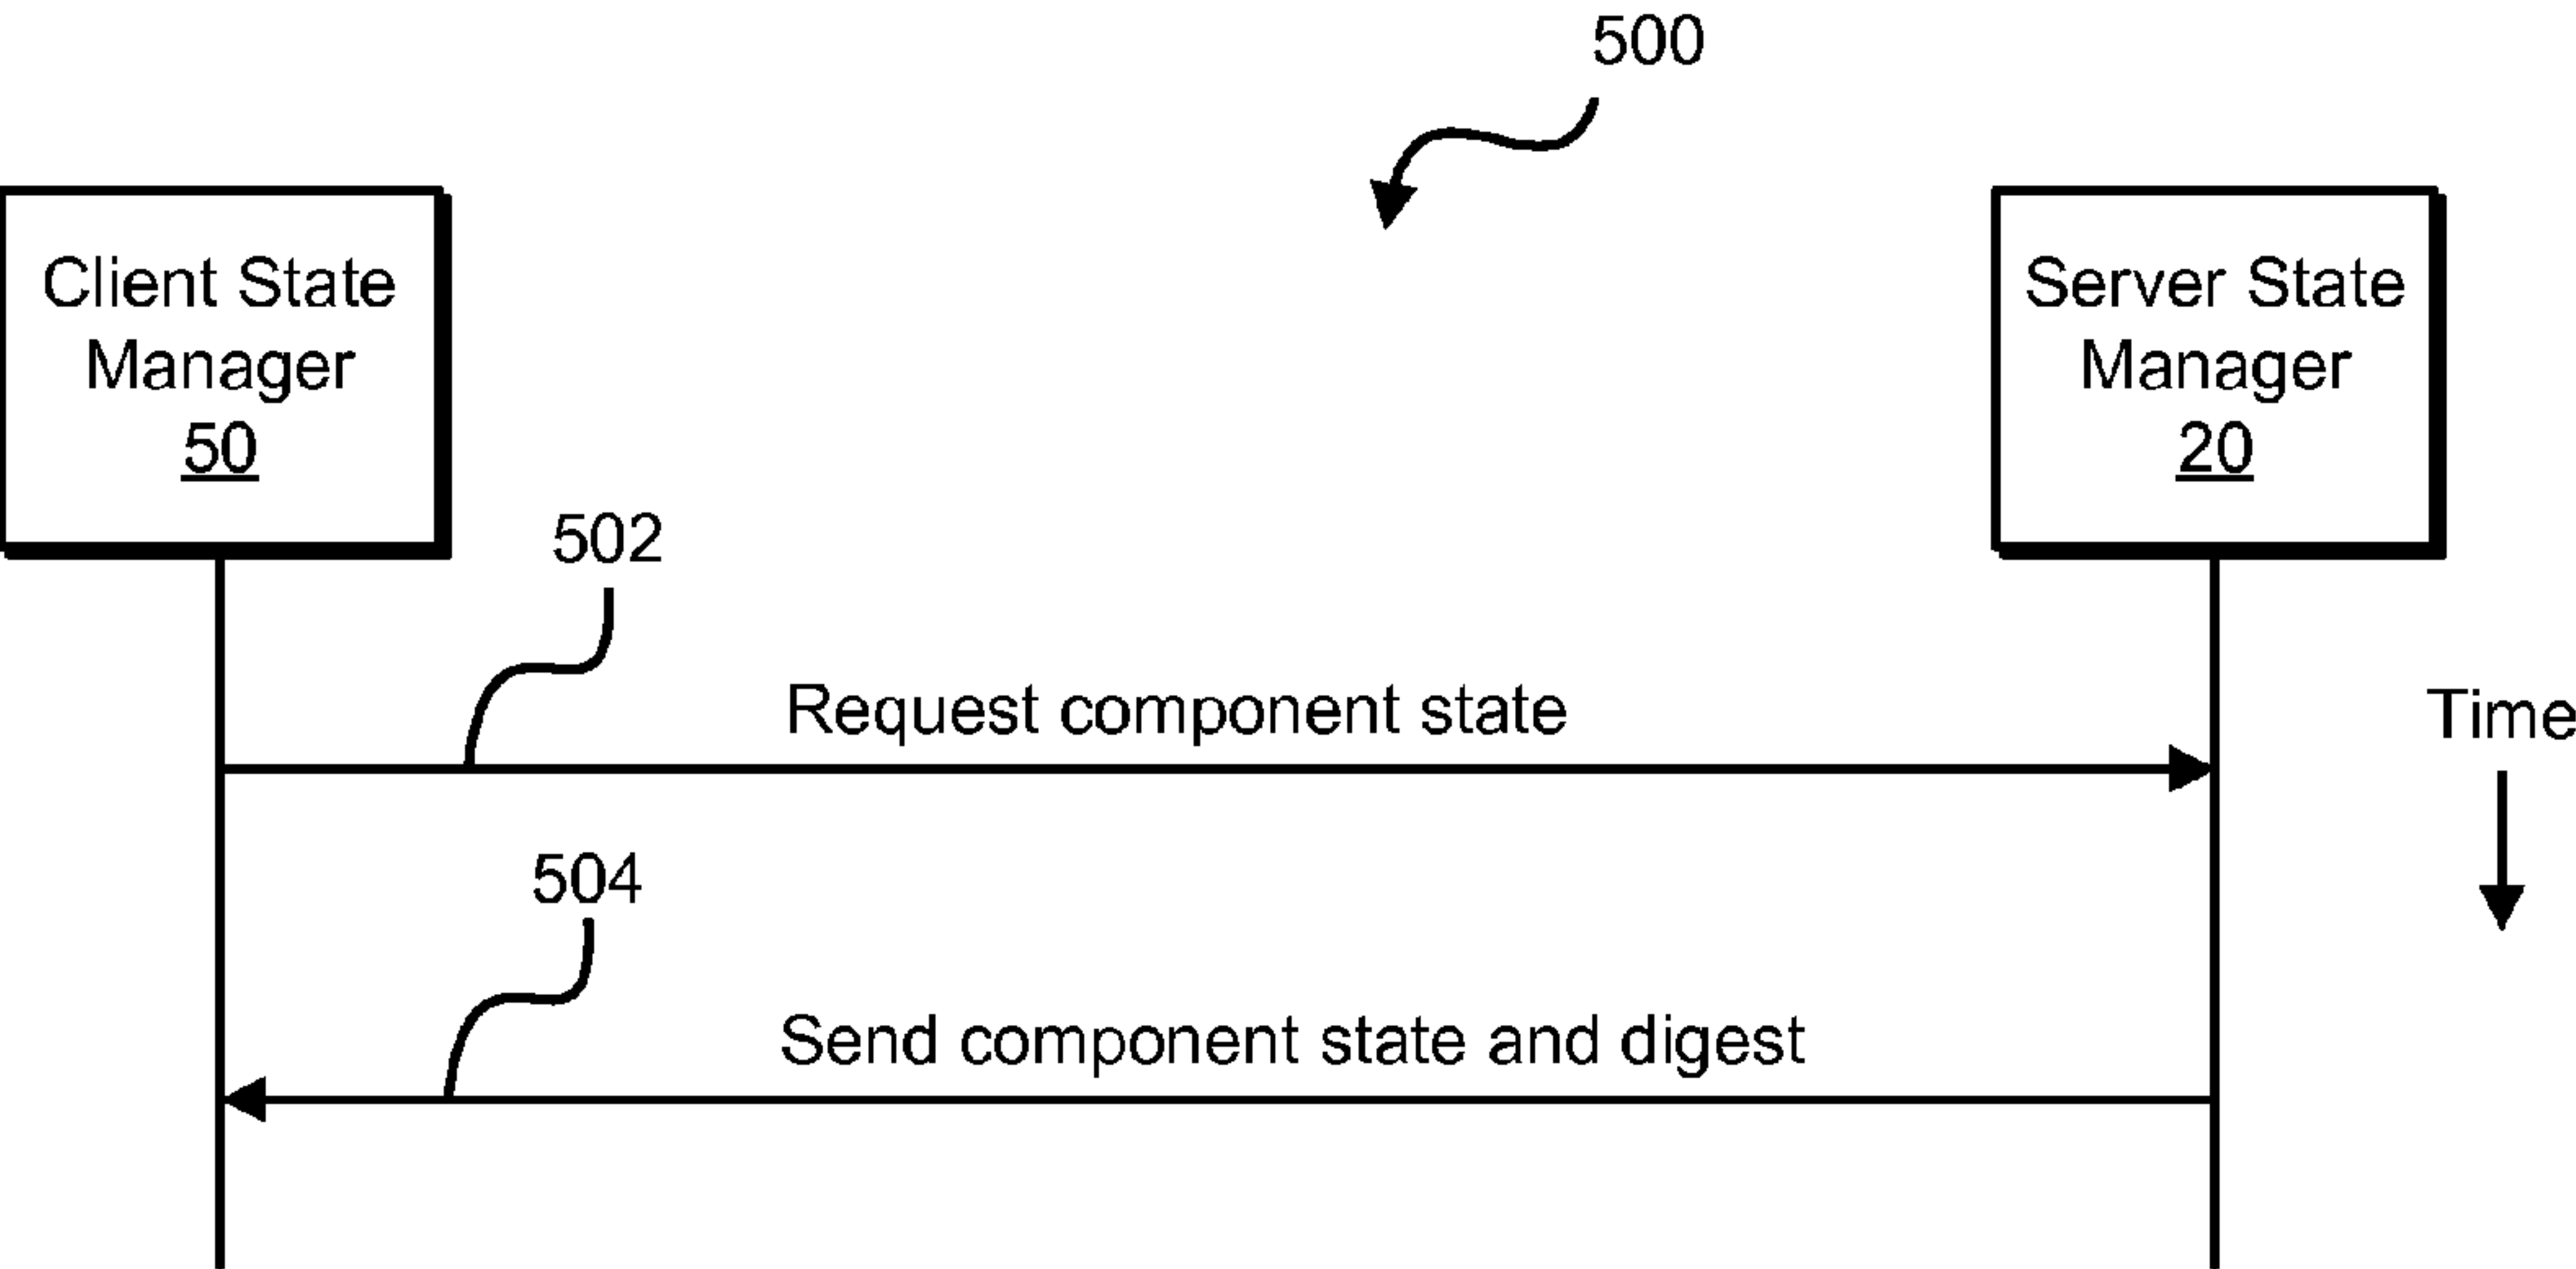 500
Client State
Manager
50
Server State
Manager
20
502
Request component state
Time
504
Send component state and digest